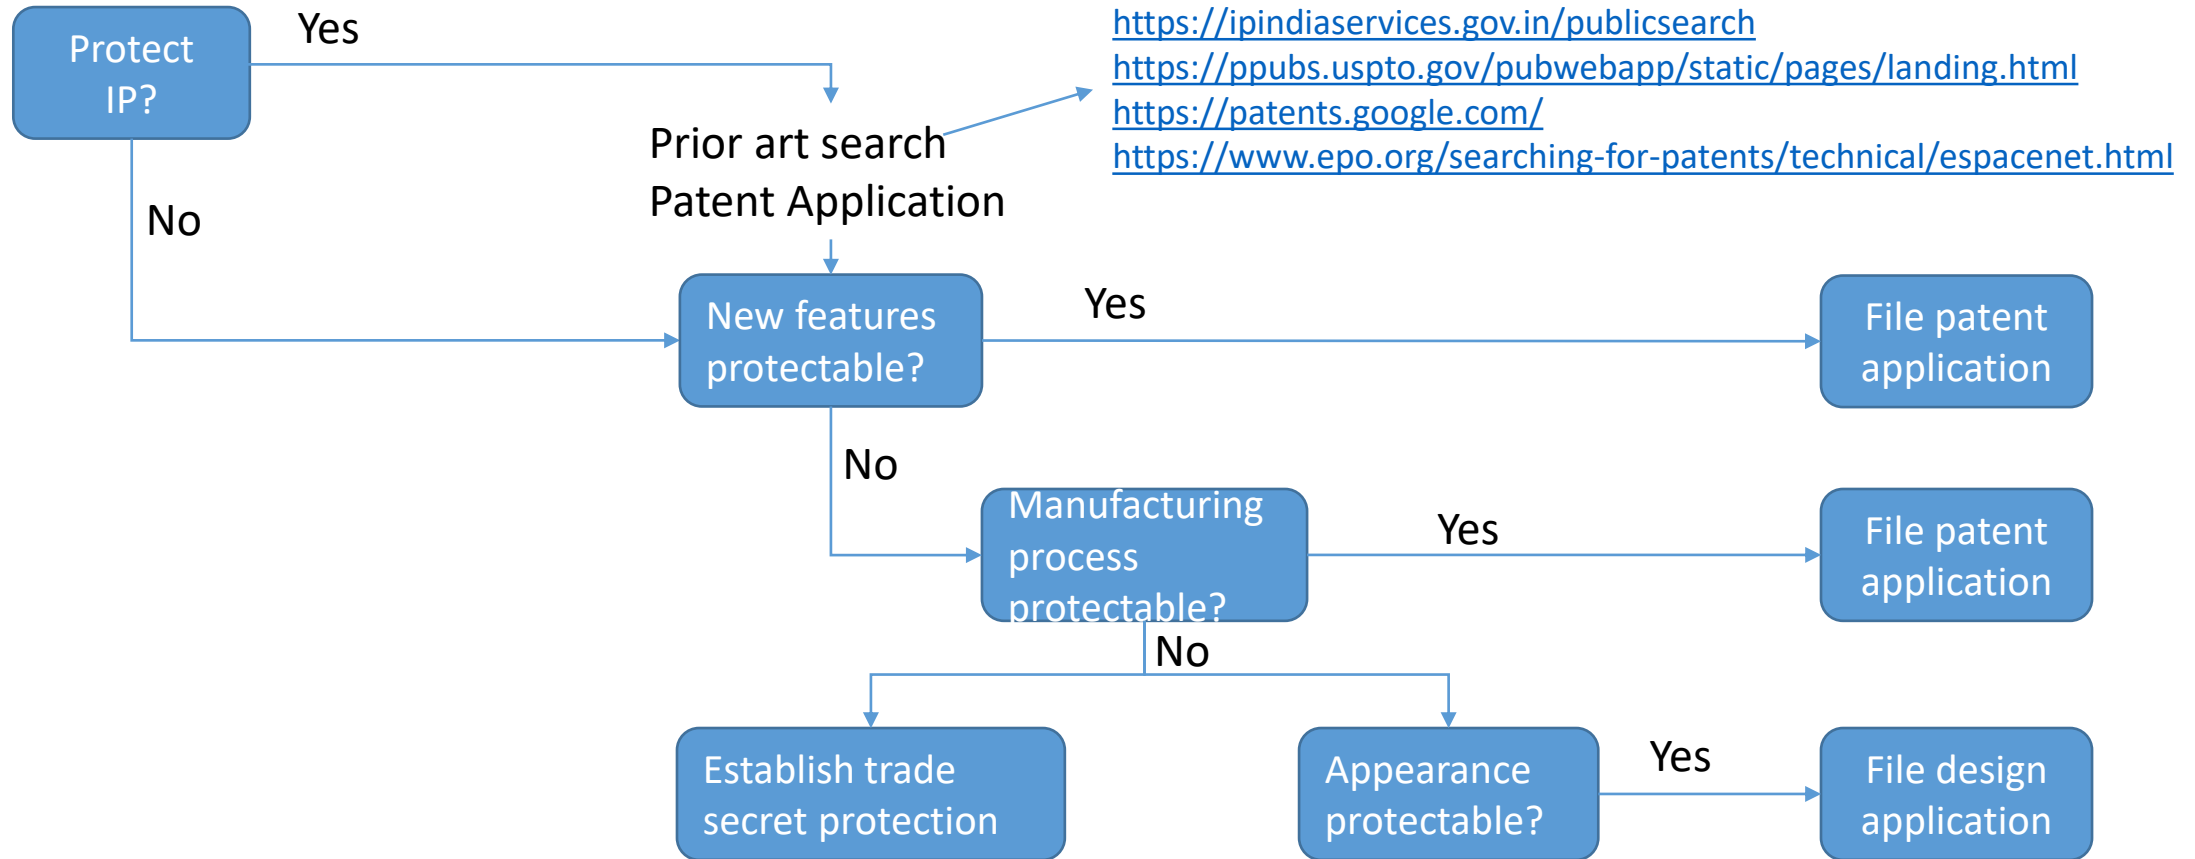 Protect
IP?
Yes
https://ipindiaservices.gov.in/publicsearch
https://ppubs.uspto.gov/pubwebapp/static/pages/landing.html
https://patents.google.com/
https://www.epo.org/searching-for-patents/technical/espacenet.html
Prior art search
Patent Application
No
New features
protectable?
Yes
File patent
application
No
Manufacturing
process
protectable?
Yes
File patent
application
No
Establish trade
secret protection
Appearance
protectable?
Yes
File design
application